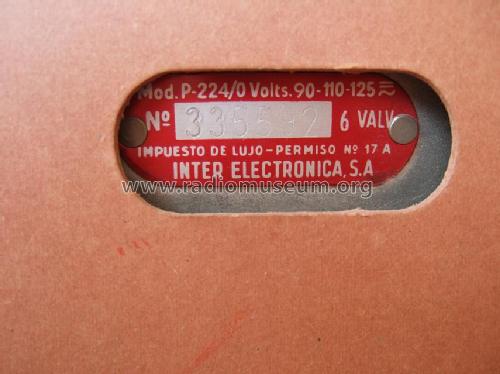 Mod. P-224/0 Volts. 90-110-125 ≂
Nº 335592 6 VALV.
IMPUESTO DE LUJO-PERMISO Nº 17 A
INTER ELECTRONICA, S.A
© www.radiomuseum.org